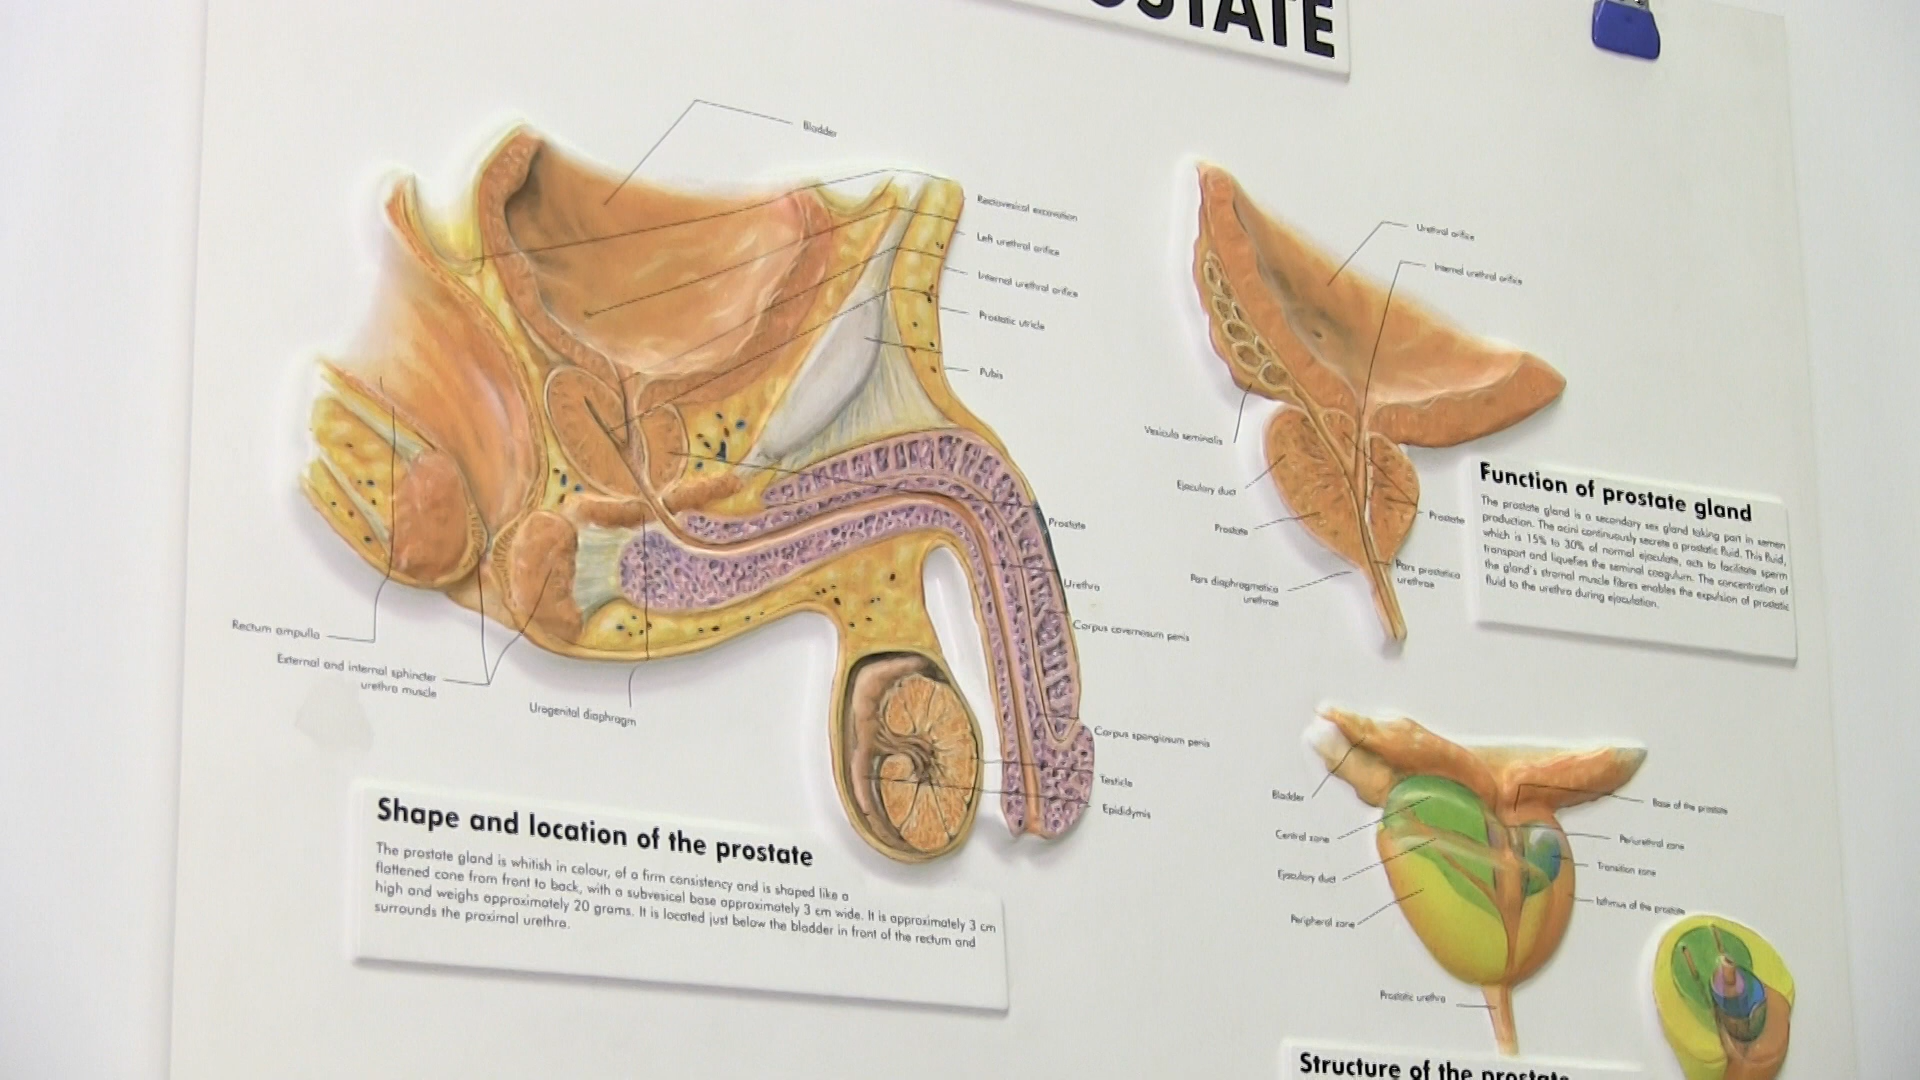 Bladder
Rectovesical excavation
Left urethral orifice
Internal urethral orifice
Prostatic utricle
Pubis
Prostate
Urethra
Corpus cavernosum penis
Corpus spongiosum penis
Testicle
Epididymis
Rectum ampulla
External and internal sphincter
urethra muscle
Urogenital diaphragm
Shape and location of the prostate
The prostate gland is whitish in colour, of a firm consistency and is shaped like a
flattened cone from front to back, with a subvesical base approximately 3 cm wide. It is approximately 3 cm
high and weighs approximately 20 grams. It is located just below the bladder in front of the rectum and
surrounds the proximal urethra.
Urethral orifice
Internal urethral orifice
Vesicula seminalis
Ejaculory duct
Prostate
Prostate
Pars diaphragmatica
urethrae
Pars prostatica
urethrae
Function of prostate gland
The prostate gland is a secondary sex gland taking part in semen
production. The acini continuously secrete a prostatic fluid. This fluid,
which is 15% to 30% of normal ejaculate, acts to facilitate sperm
transport and liquefies the seminal coagulum. The concentration of
the gland's stromal muscle fibres enables the expulsion of prostatic
fluid to the urethra during ejaculation.
Bladder
Central zone
Ejaculory duct
Peripheral zone
Prostatic urethra
Base of the prostate
Periurethral zone
Transition zone
Isthmus of the prostate
Structure of the prostate